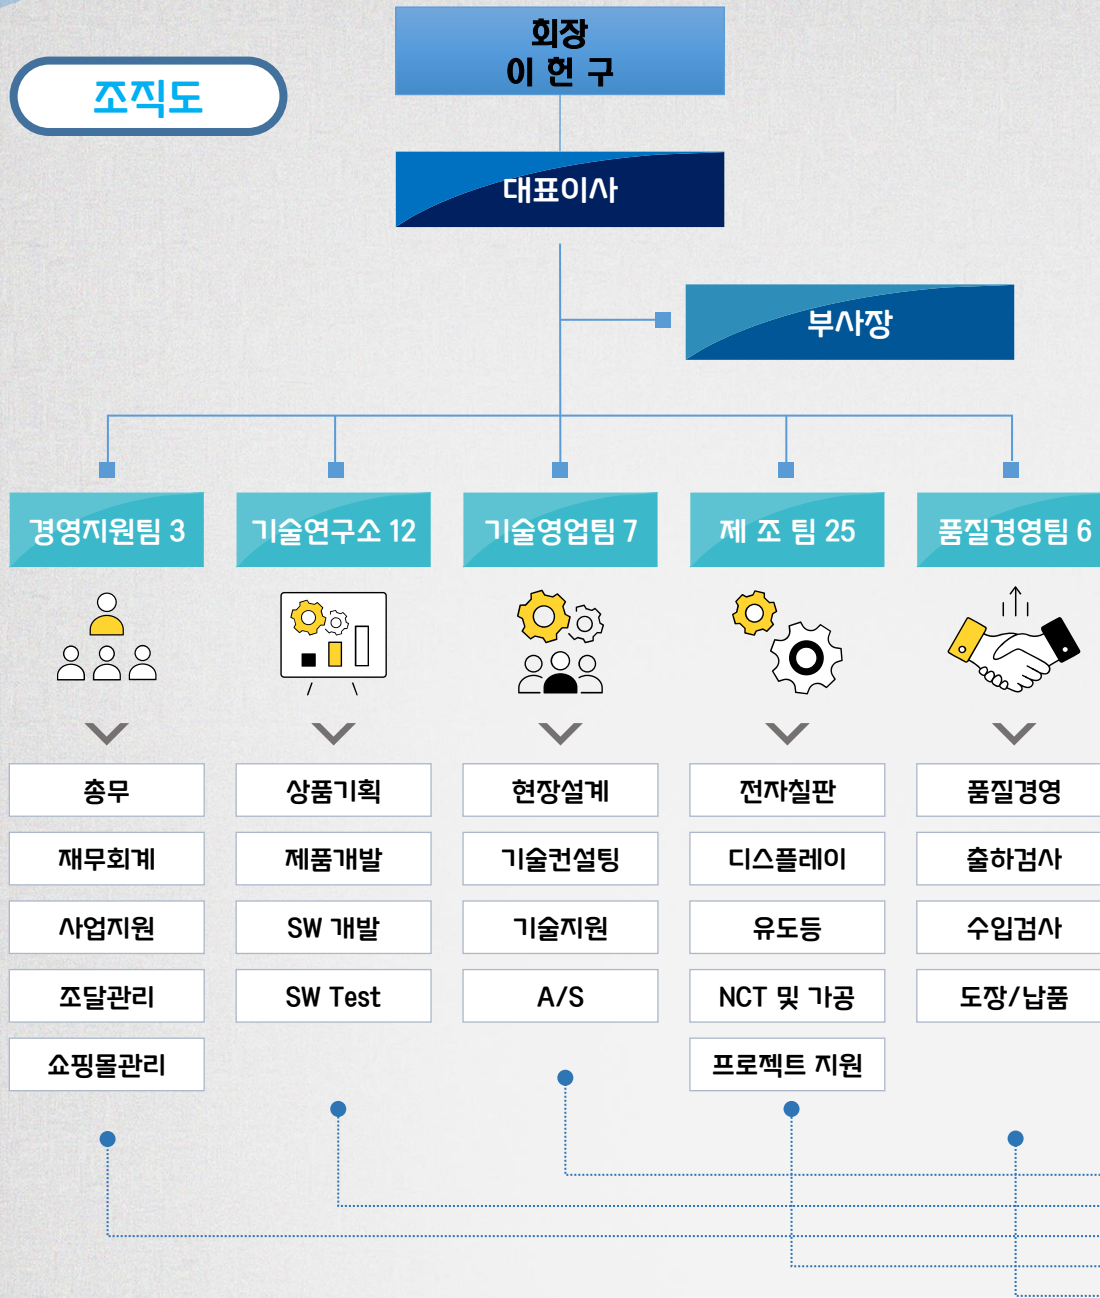 회장
이 헌 구
조직도
대표이사
부사장
경영지원팀 3
기술연구소 12
기술영업팀 7
제 조 팀 25
품질경영팀 6
총무
상품기획
현장설계
전자칠판
품질경영
재무회계
제품개발
기술컨설팅
디스플레이
출하검사
사업지원
SW 개발
기술지원
유도등
수입검사
조달관리
SW Test
A/S
NCT 및 가공
도장/납품
쇼핑몰관리
프로젝트 지원